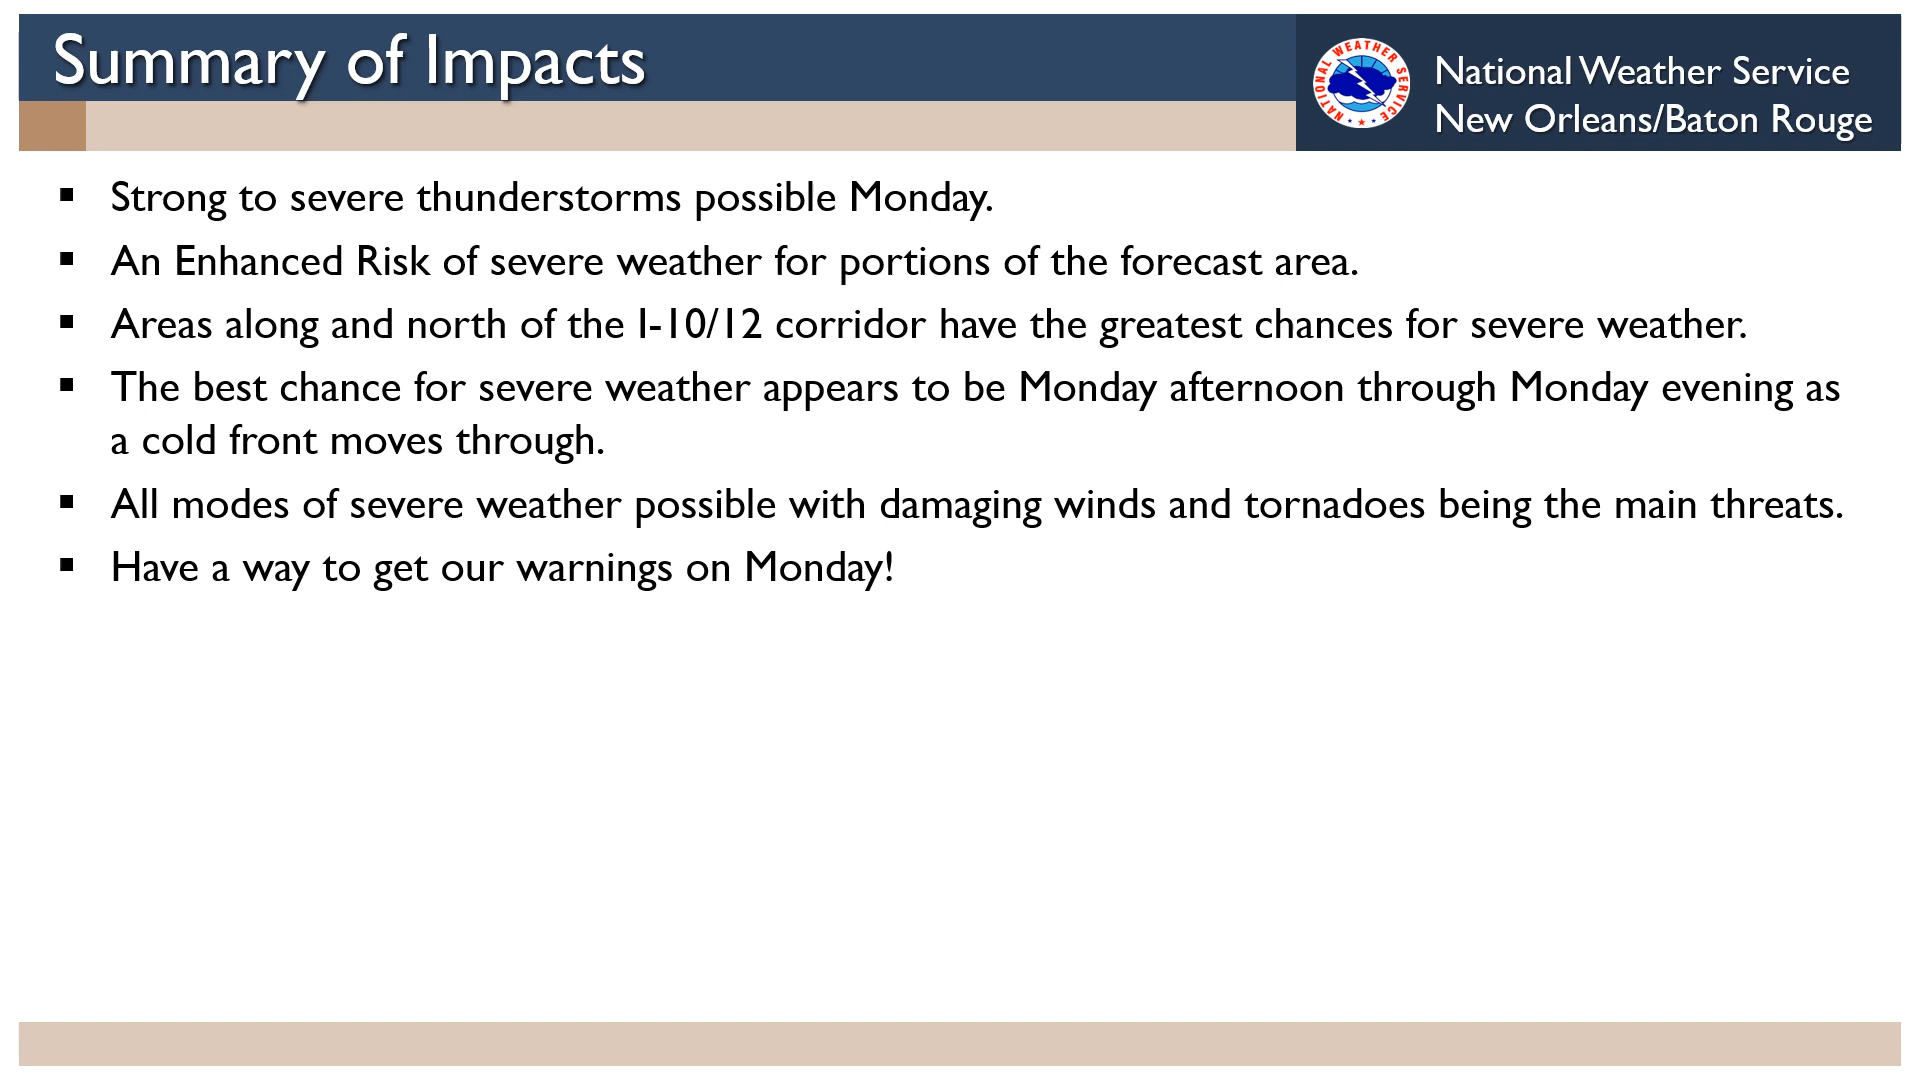 Summary of Impacts
NATIONAL WEATHER SERVICE
National Weather Service
New Orleans/Baton Rouge
▪ Strong to severe thunderstorms possible Monday.
▪ An Enhanced Risk of severe weather for portions of the forecast area.
▪ Areas along and north of the I-10/12 corridor have the greatest chances for severe weather.
▪ The best chance for severe weather appears to be Monday afternoon through Monday evening as
a cold front moves through.
▪ All modes of severe weather possible with damaging winds and tornadoes being the main threats.
▪ Have a way to get our warnings on Monday!